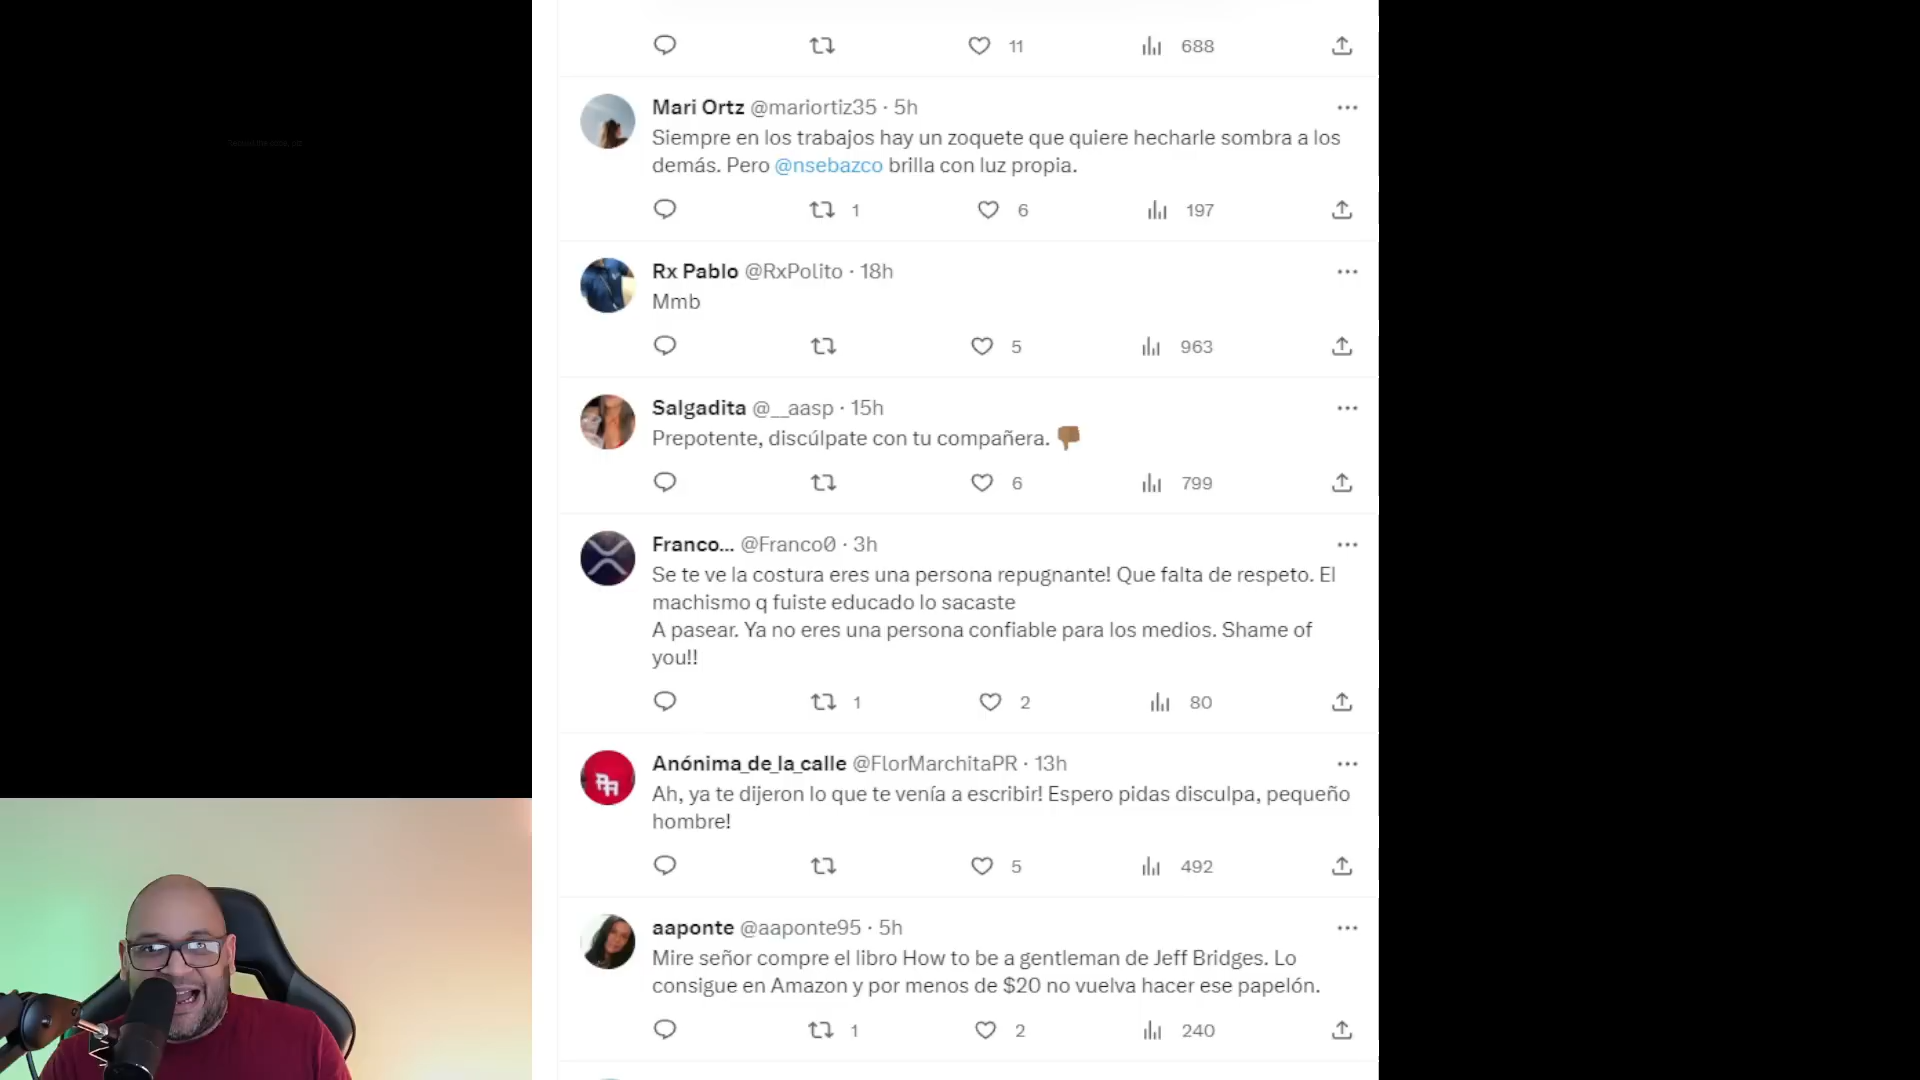 11 688
Mari Ortz @mariortiz35 · 5h
Siempre en los trabajos hay un zoquete que quiere hecharle sombra a los
demás. Pero @nsebazco brilla con luz propia.
1 6 197
Rx Pablo @RxPolito · 18h
Mmb
5 963
Salgadita @__aasp · 15h
Prepotente, discúlpate con tu compañera.
6 799
Franco... @Franco0 · 3h
Se te ve la costura eres una persona repugnante! Que falta de respeto. El
machismo q fuiste educado lo sacaste
A pasear. Ya no eres una persona confiable para los medios. Shame of
you!!
1 2 80
Anónima_de_la_calle @FlorMarchitaPR · 13h
Ah, ya te dijeron lo que te venía a escribir! Espero pidas disculpa, pequeño
hombre!
5 492
aaponte @aaponte95 · 5h
Mire señor compre el libro How to be a gentleman de Jeff Bridges. Lo
consigue en Amazon y por menos de $20 no vuelva hacer ese papelón.
1 2 240